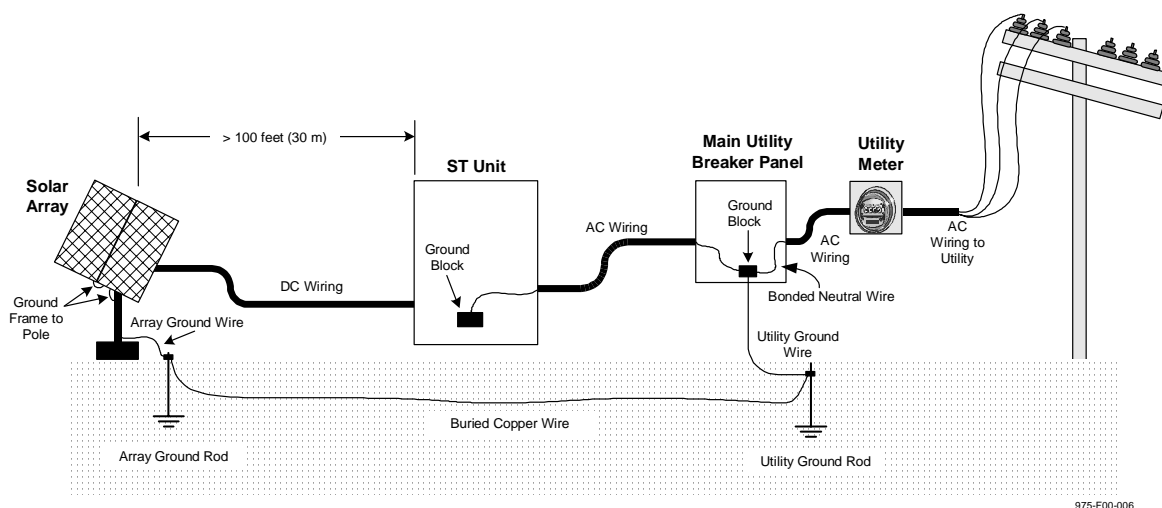 > 100 feet (30 m)
Solar
Array
ST Unit
Main Utility
Breaker Panel
Utility
Meter
Ground
Block
AC Wiring
Ground
Block
AC
Wiring
AC
Wiring to
Utility
DC Wiring
Bonded Neutral Wire
Ground
Frame to
Pole
Array Ground Wire
Utility Ground
Wire
Buried Copper Wire
Array Ground Rod
Utility Ground Rod
975-F00-006